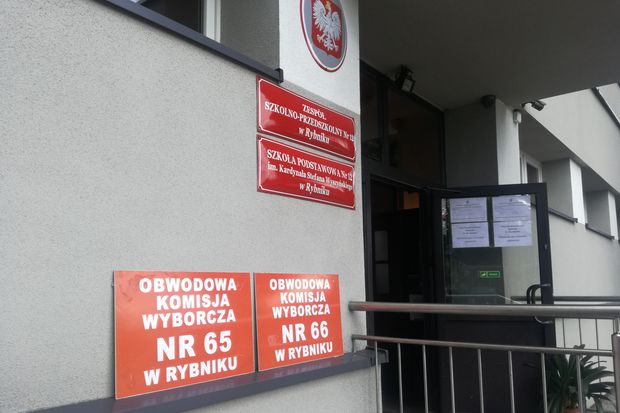 ZESPÓŁ
SZKOLNO-PRZEDSZKOLNY Nr 12
w Rybniku
SZKOŁA PODSTAWOWA Nr 12
im. Kardynała Stefana Wyszyńskiego
w Rybniku
OBWODOWA
KOMISJA
WYBORCZA
NR 65
W RYBNIKU
OBWODOWA
KOMISJA
WYBORCZA
NR 66
W RYBNIKU